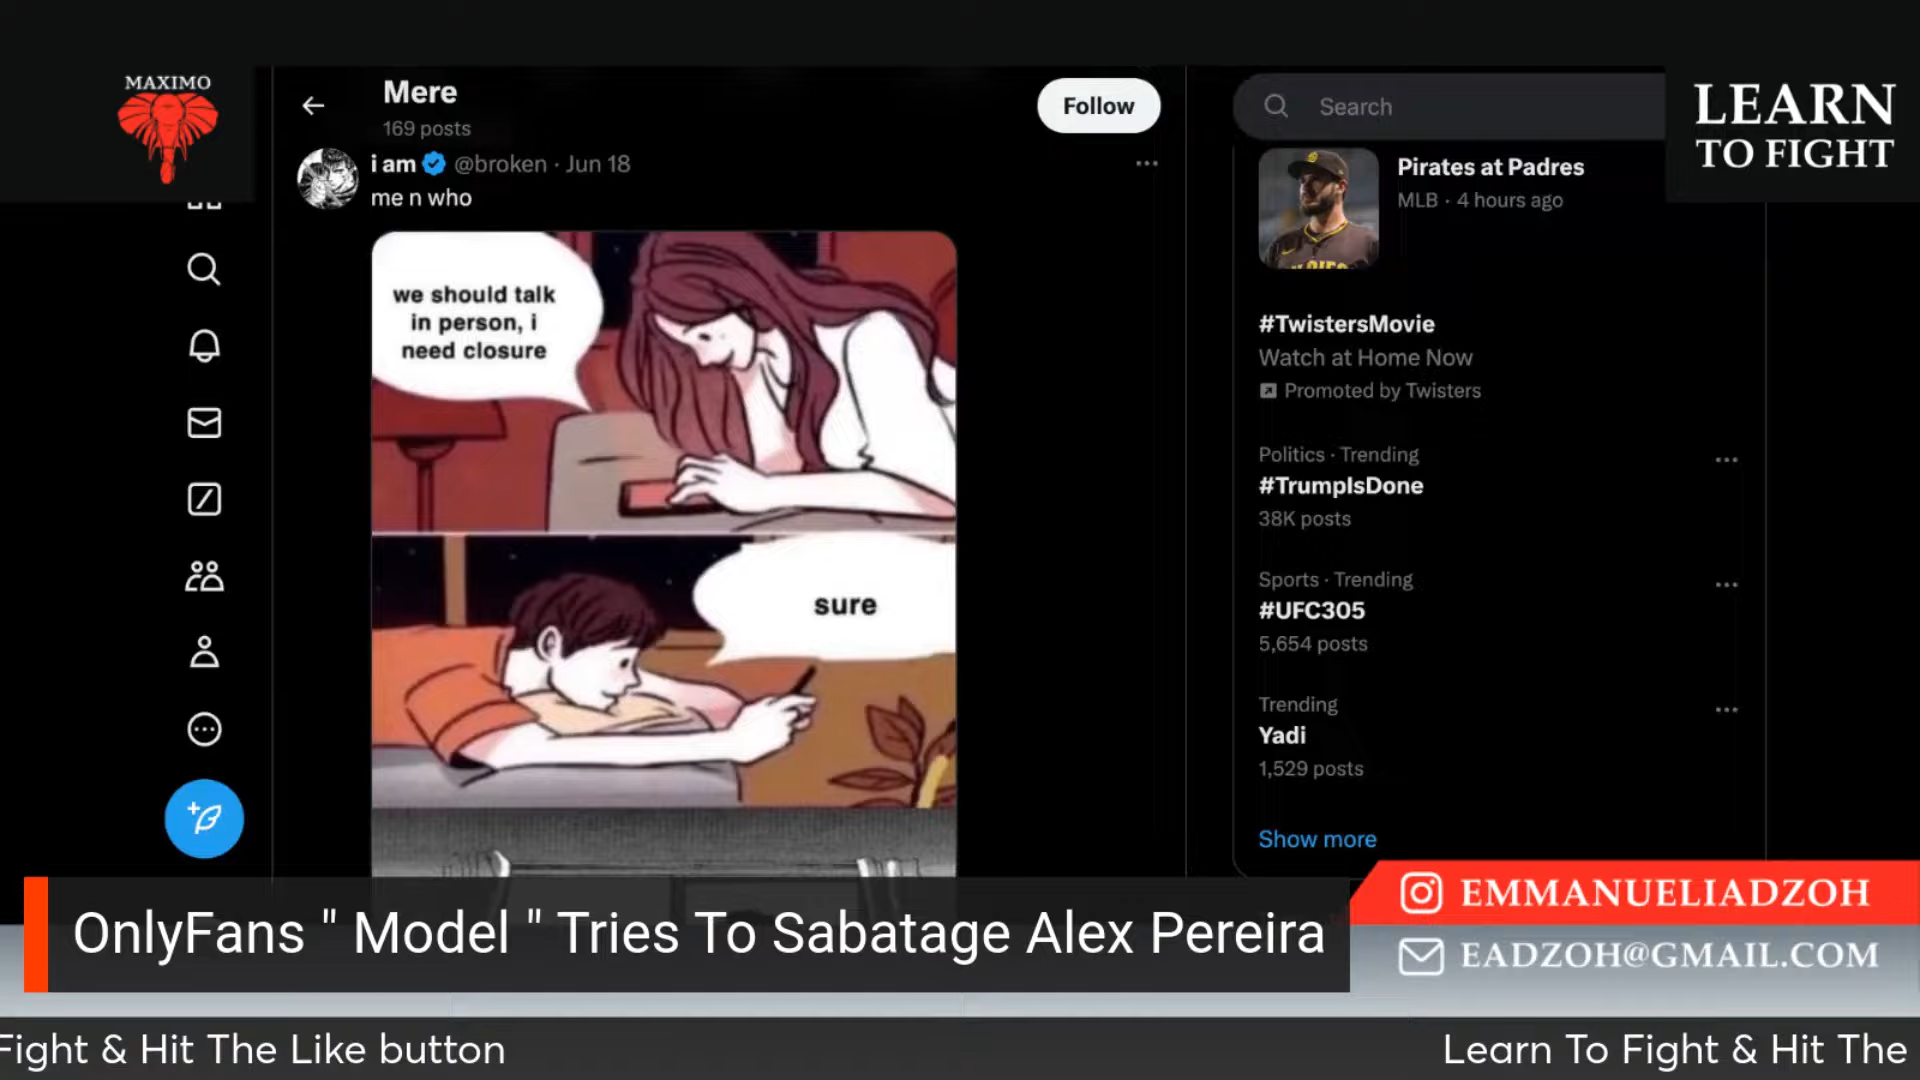 MAXIMO
Mere
169 posts
Follow
Search
LEARN
TO FIGHT
i am @broken · Jun 18
me n who
we should talk
in person, i
need closure
sure
Pirates at Padres
MLB · 4 hours ago
#TwistersMovie
Watch at Home Now
Promoted by Twisters
Politics · Trending
#TrumpIsDone
38K posts
Sports · Trending
#UFC305
5,654 posts
Trending
Yadi
1,529 posts
Show more
OnlyFans " Model " Tries To Sabatage Alex Pereira
EMMANUELIADZOH
EADZOH@GMAIL.COM
Fight & Hit The Like button
Learn To Fight & Hit The